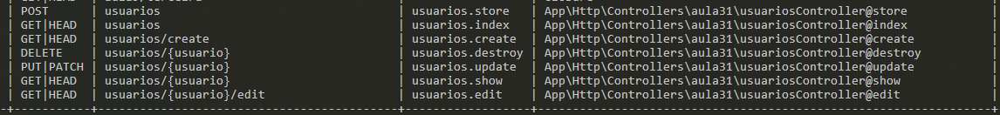 | POST | usuarios | usuarios.store | App\Http\Controllers\aula31\usuariosController@store
| GET|HEAD | usuarios | usuarios.index | App\Http\Controllers\aula31\usuariosController@index
| GET|HEAD | usuarios/create | usuarios.create | App\Http\Controllers\aula31\usuariosController@create
| DELETE | usuarios/{usuario} | usuarios.destroy | App\Http\Controllers\aula31\usuariosController@destroy
| PUT|PATCH | usuarios/{usuario} | usuarios.update | App\Http\Controllers\aula31\usuariosController@update
| GET|HEAD | usuarios/{usuario} | usuarios.show | App\Http\Controllers\aula31\usuariosController@show
| GET|HEAD | usuarios/{usuario}/edit | usuarios.edit | App\Http\Controllers\aula31\usuariosController@edit